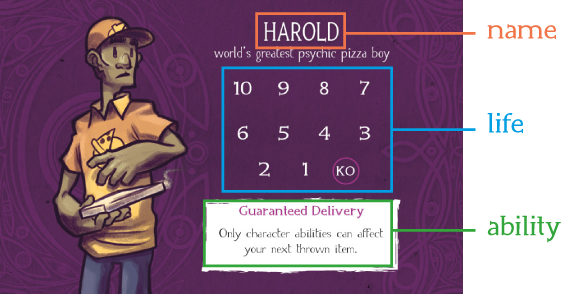 HAROLD
world's greatest psychic pizza boy
10 9 8 7
6 5 4 3
2 1 KO
Guaranteed Delivery
Only character abilities can affect
your next thrown item.
name
life
ability